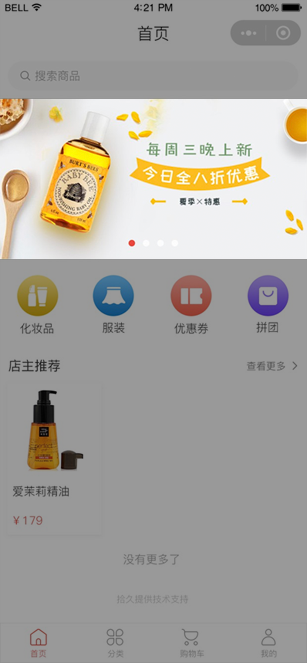 BELL
4:21 PM
100%
首页
搜索商品
BURT'S BEES
BABY BEE
NOURISHING BABY OIL
每周三晚上新
今日全八折优惠
夏季×特惠
化妆品
服装
优惠券
拼团
店主推荐
查看更多
爱茉莉精油
￥179
没有更多了
拾久提供技术支持
首页
分类
购物车
我的